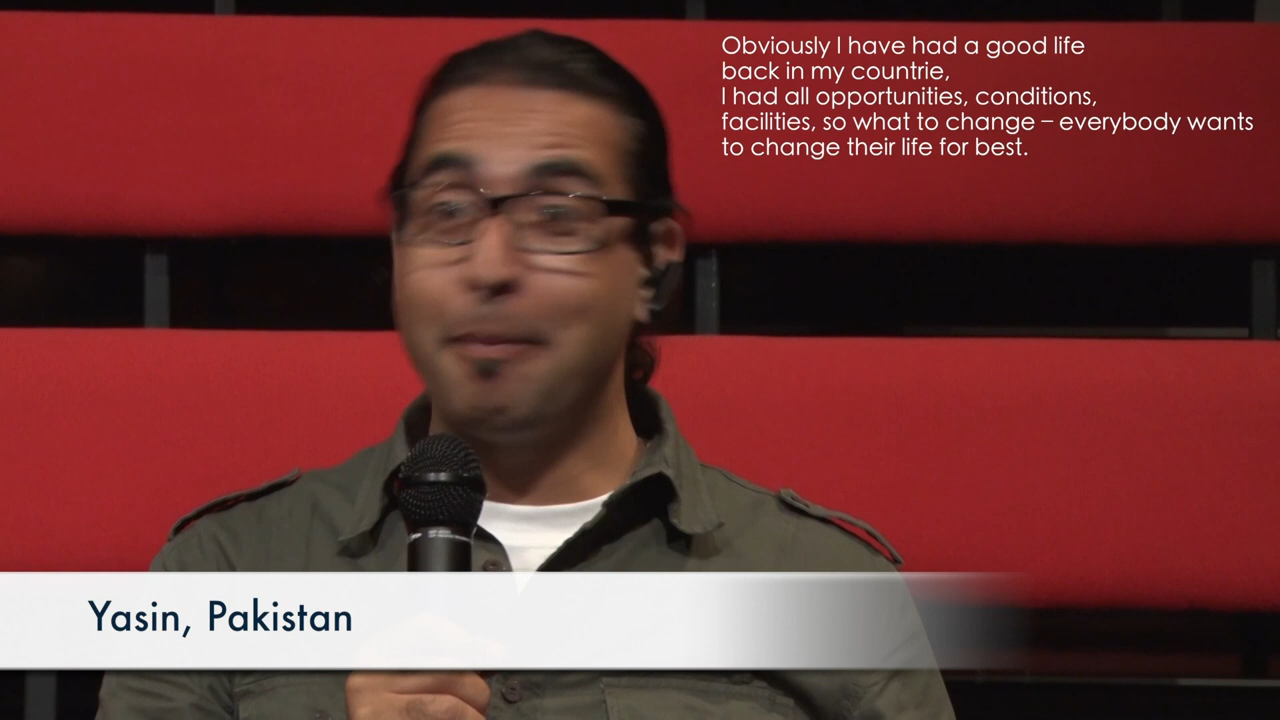 Obviously I have had a good life
back in my countrie,
I had all opportunities, conditions,
facilities, so what to change – everybody wants
to change their life for best.
Yasin, Pakistan